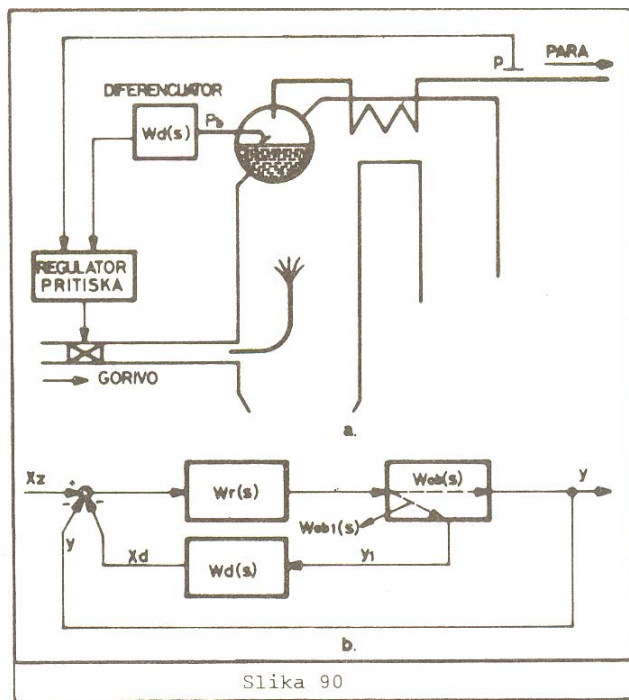 p
PARA
DIFERENCIJATOR
Wd(s)
Pb
REGULATOR
PRITISKA
GORIVO
a.
Xz
+
-
-
Wr(s)
Wob(s)
y
Wob1(s)
y
Xd
Wd(s)
y1
b.
Slika 90